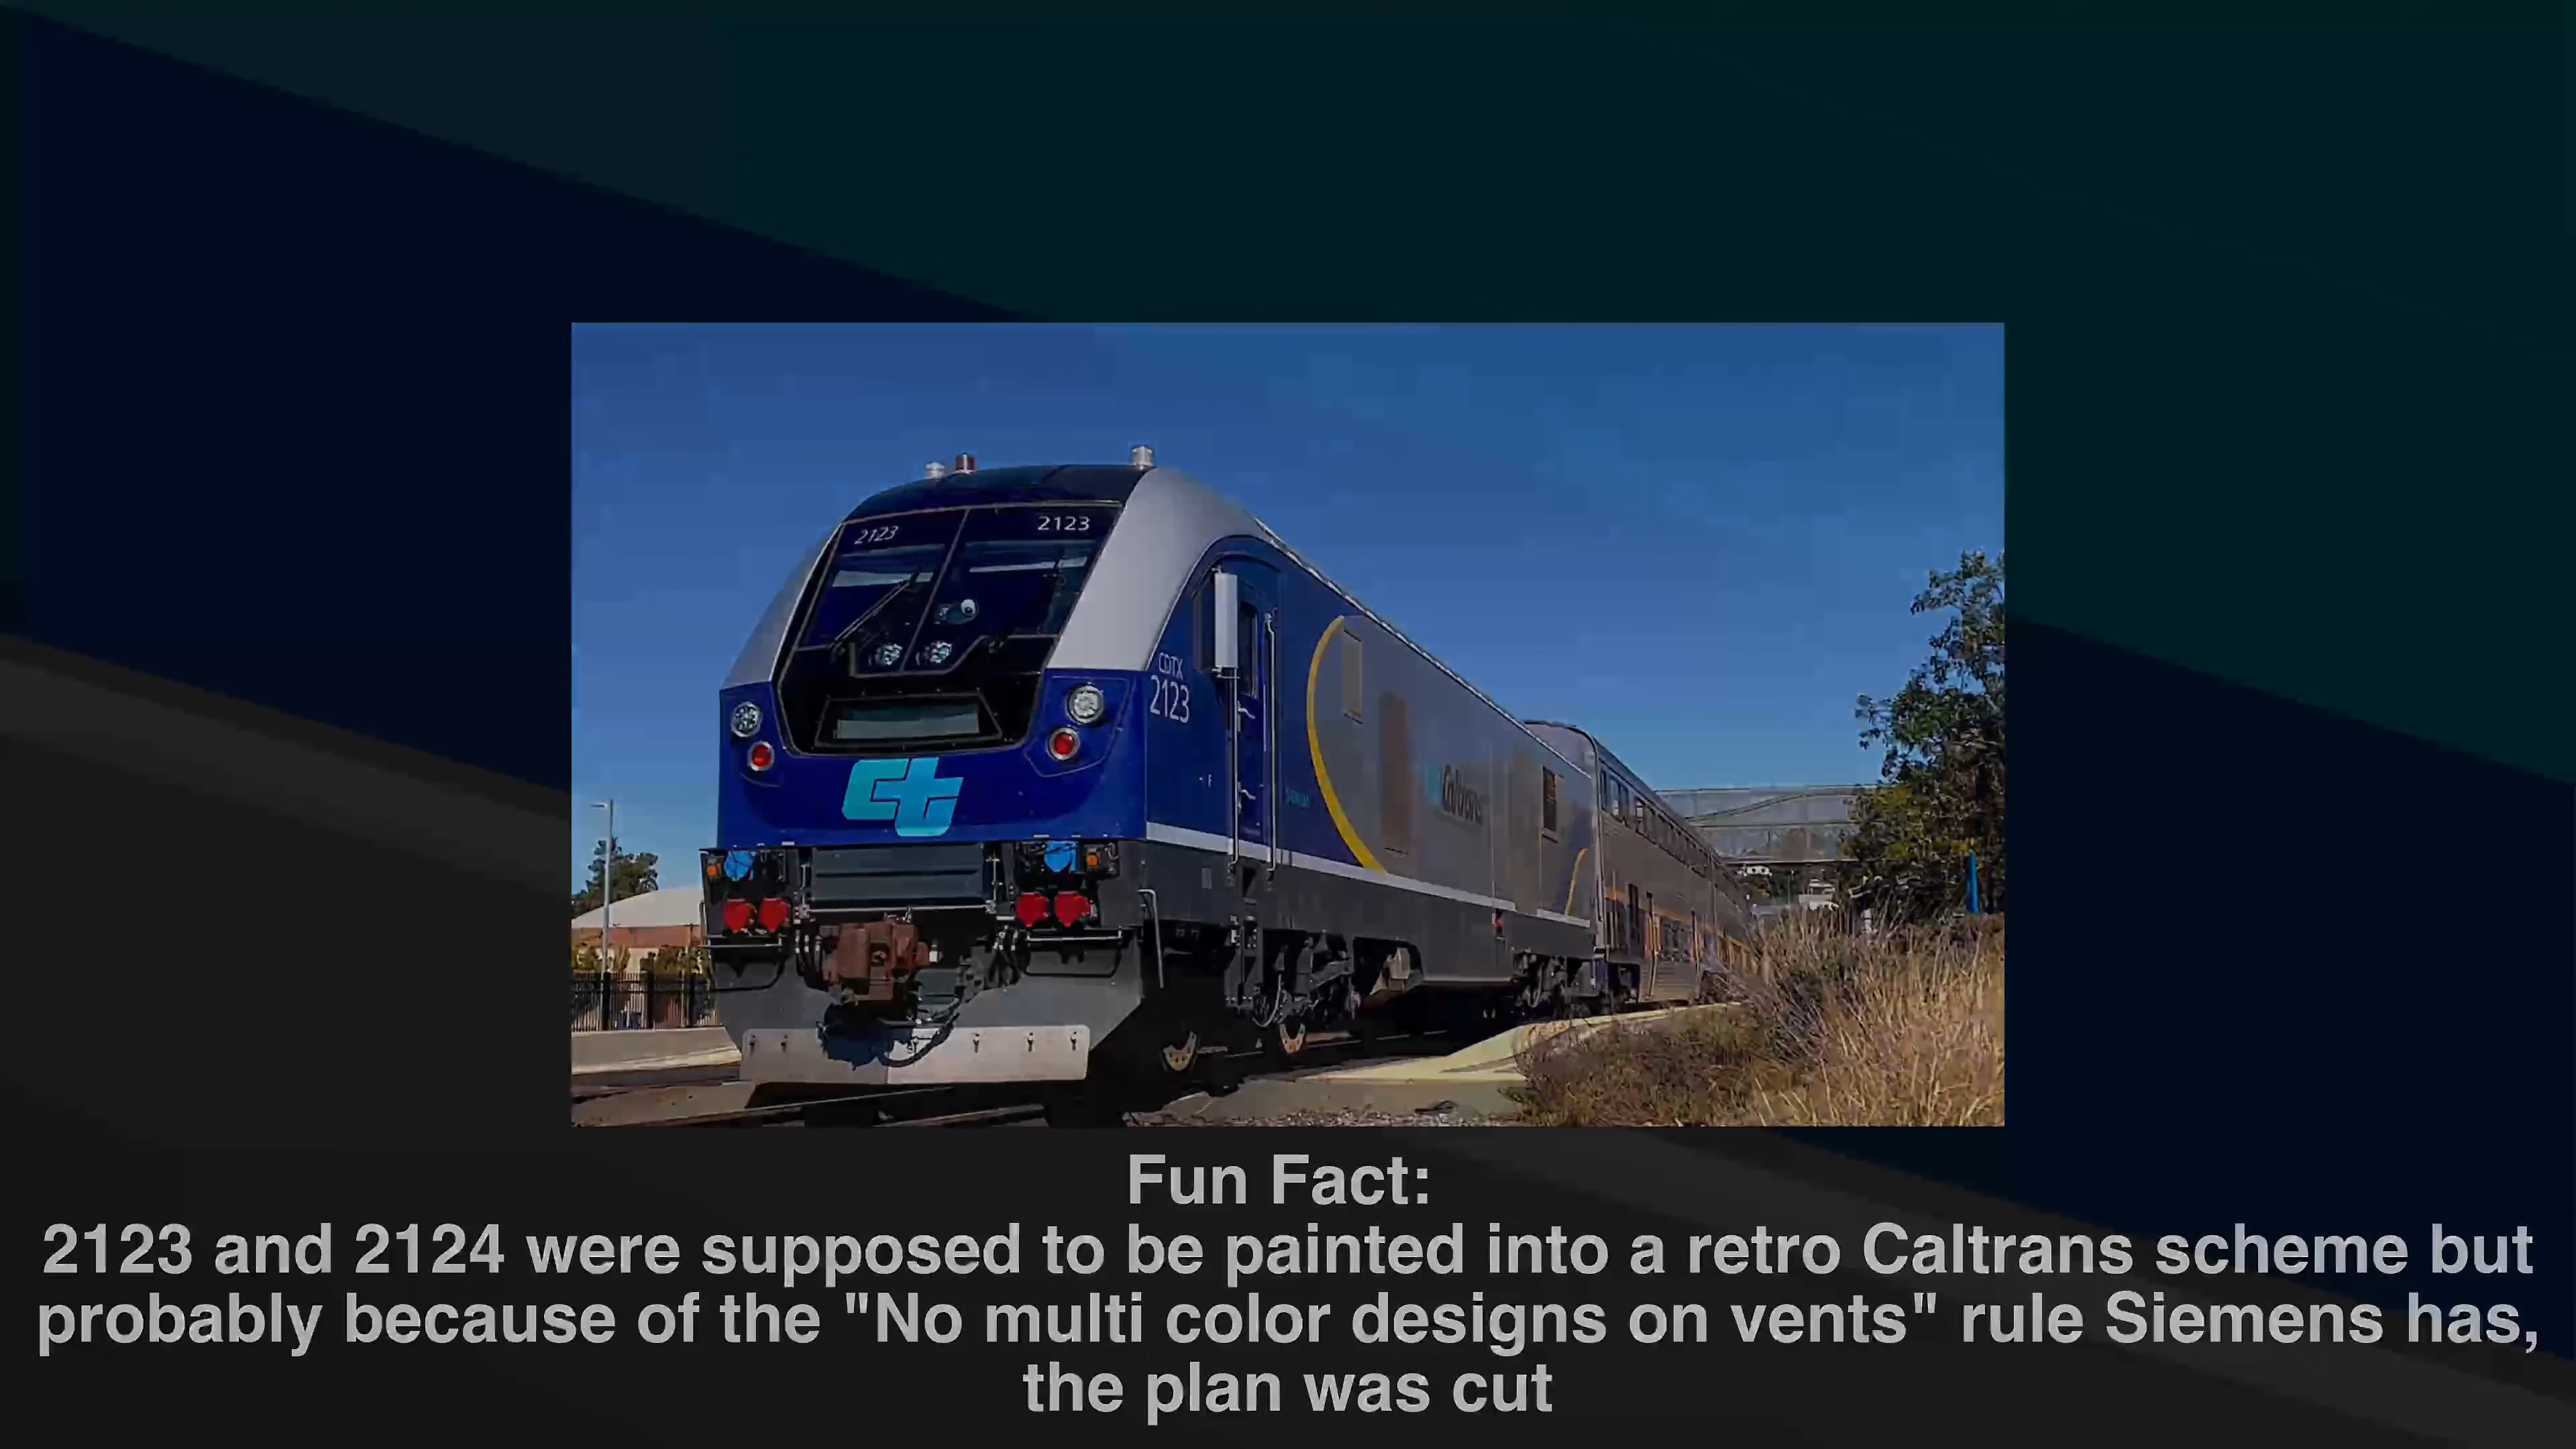 2123
2123
CDTX
2123
ct
Fun Fact:
2123 and 2124 were supposed to be painted into a retro Caltrans scheme but
probably because of the "No multi color designs on vents" rule Siemens has,
the plan was cut